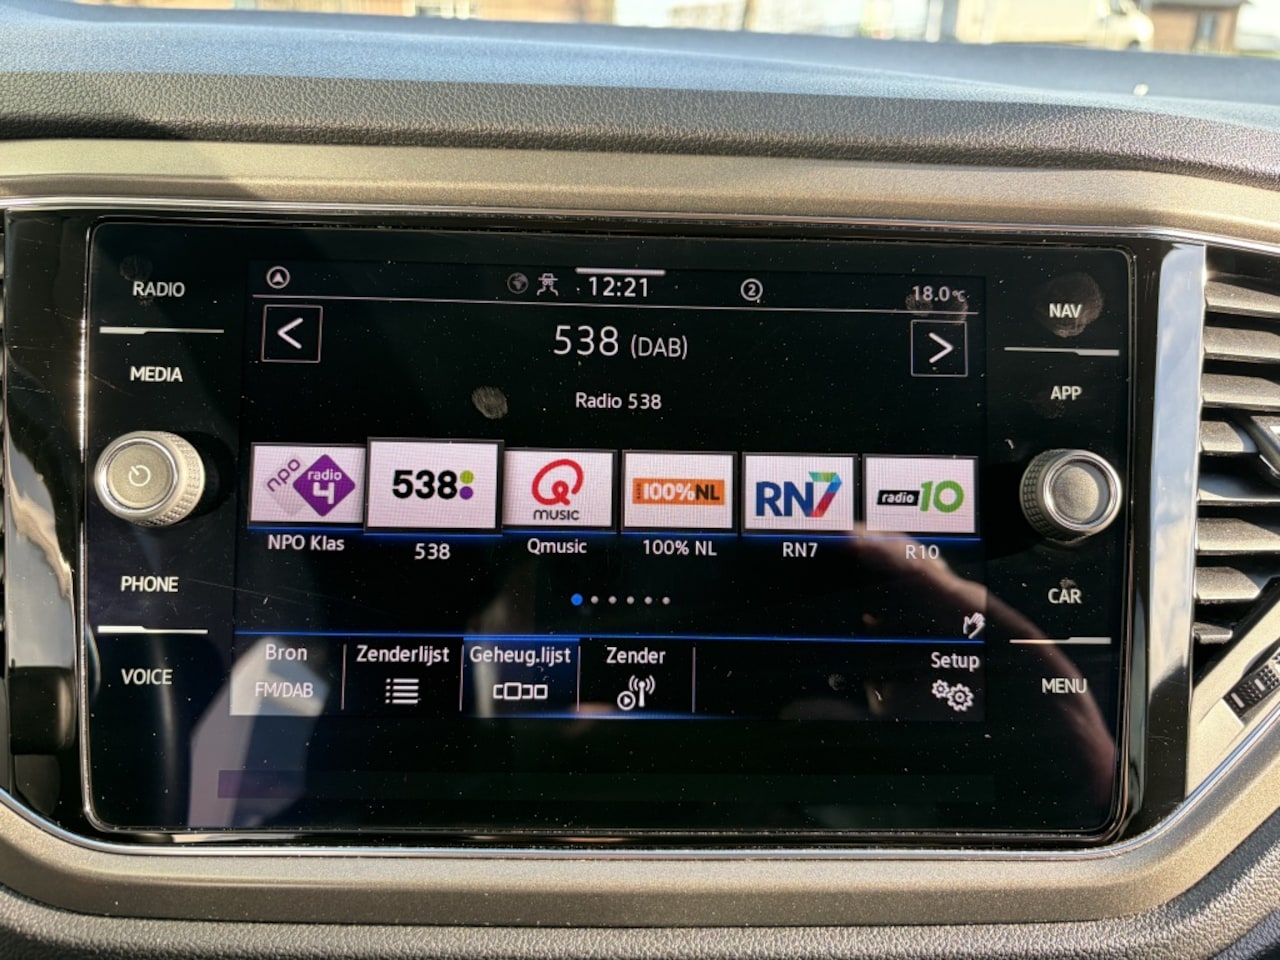 RADIO
MEDIA
PHONE
VOICE
12:21
2
18.0°C
538 (DAB)
Radio 538
npo radio 4
538
Q MUSIC
100%NL
RN7
radio 10
NPO Klas
538
Qmusic
100% NL
RN7
R10
Bron
FM/DAB
Zenderlijst
Geheug.lijst
Zender
Setup
NAV
APP
CAR
MENU